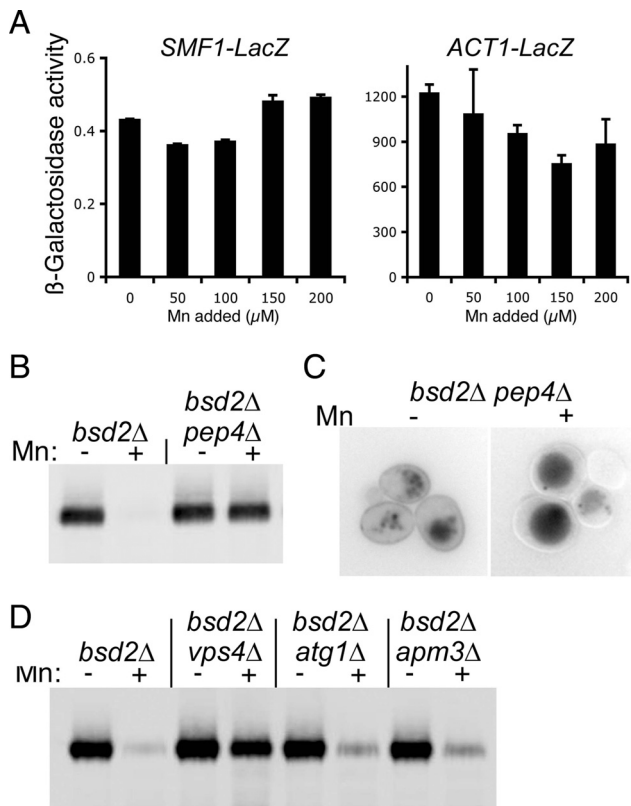 A
SMF1-LacZ
ACT1-LacZ
ß-Galactosidase activity
0.6
0.4
0.2
0
0 50 100 150 200
Mn added (µM)
1200
900
600
300
0
0 50 100 150 200
Mn added (µM)
B
bsd2Δ
bsd2Δ
pep4Δ
Mn: - + - +
C
bsd2Δ pep4Δ
Mn - +
D
bsd2Δ
bsd2Δ
vps4Δ
bsd2Δ
atg1Δ
bsd2Δ
apm3Δ
Mn: - + - + - + - +